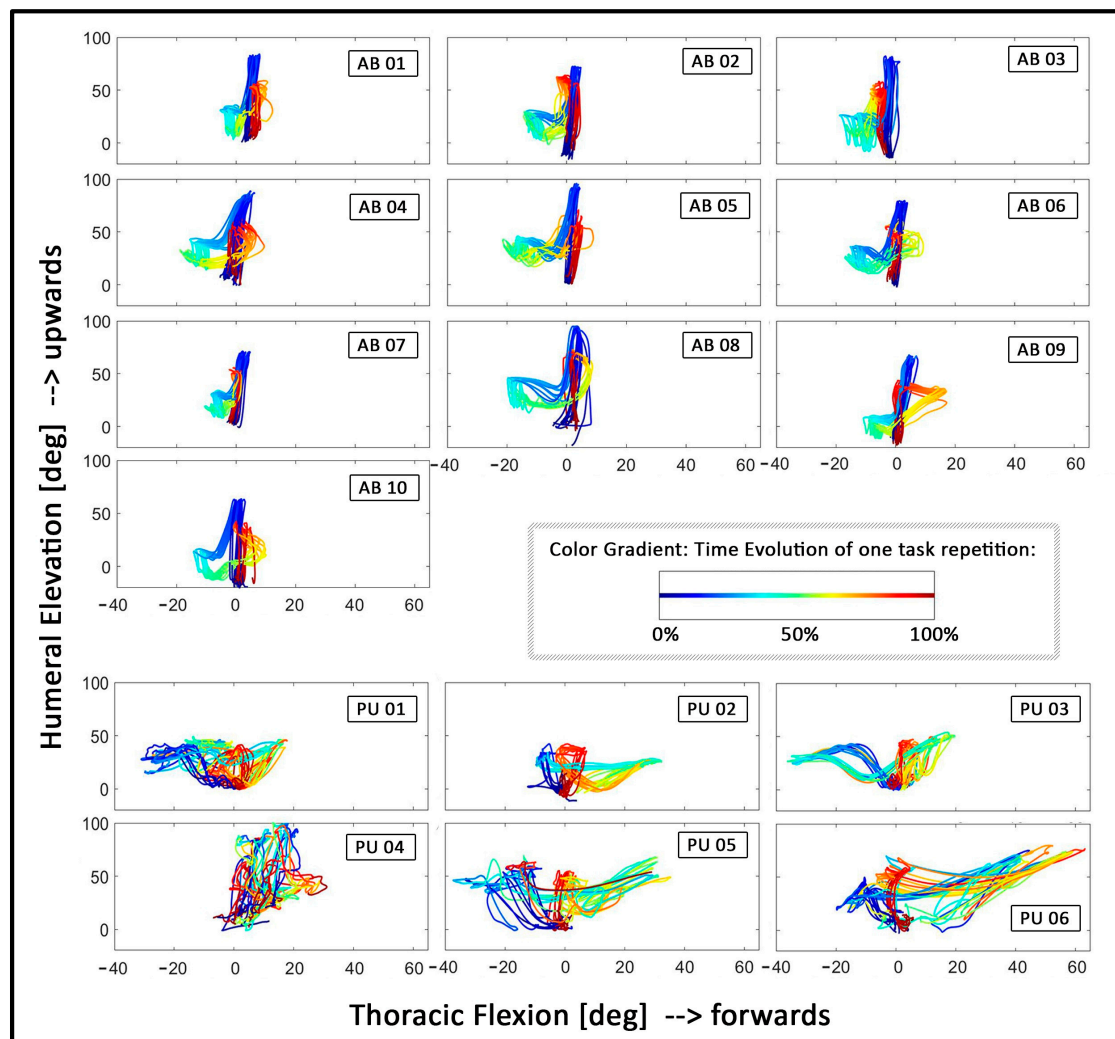 100
50
0
AB 01
AB 02
100
50
0
AB 03
100
50
0
AB 04
AB 05
AB 06
100
50
0
AB 07
AB 08
AB 09
−40 −20 0 20 40 60
−40 −20 0 20 40 60
100
50
0
AB 10
−40 −20 0 20 40 60
Color Gradient: Time Evolution of one task repetition:
0% 50% 100%
100
50
0
PU 01
PU 02
PU 03
100
50
0
PU 04
PU 05
PU 06
−40 −20 0 20 40 60
−40 −20 0 20 40 60
−40 −20 0 20 40 60
Humeral Elevation [deg] --> upwards
Thoracic Flexion [deg] --> forwards